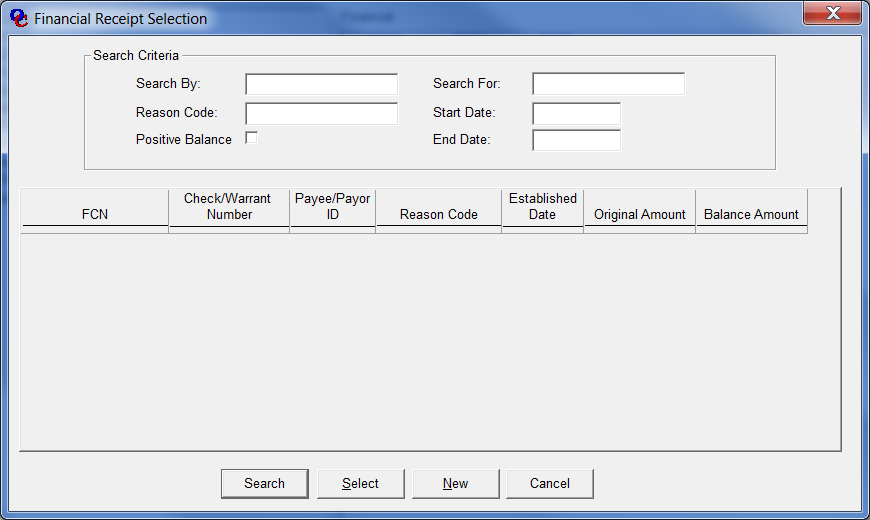 Financial Receipt Selection
Financial
Search Criteria
Search By:
Search For:
Reason Code:
Start Date:
Positive Balance
End Date:
FCN
Check/Warrant
Number
Payee/Payor
ID
Reason Code
Established
Date
Original Amount
Balance Amount
Search
Select
New
Cancel